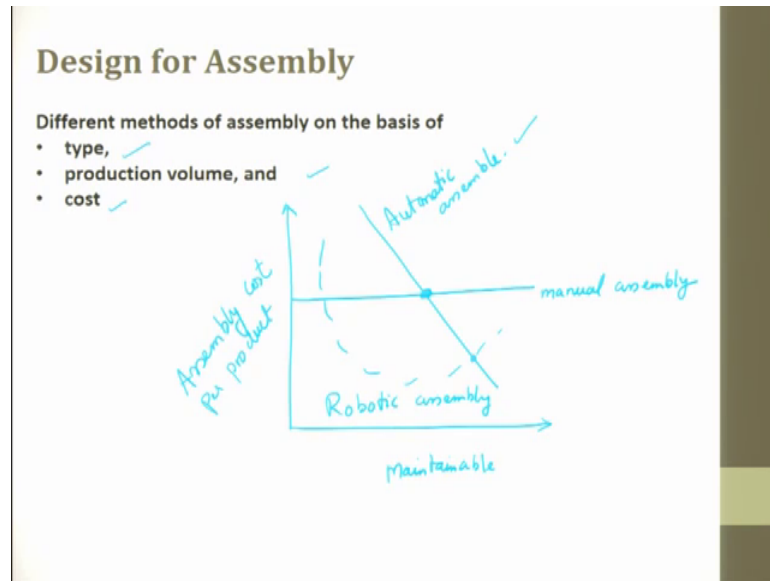 Design for Assembly
Different methods of assembly on the basis of
• type,
• production volume, and
• cost
Automatic
assemble.
Assembly cost
per product
manual assembly
Robotic assembly
Maintainable